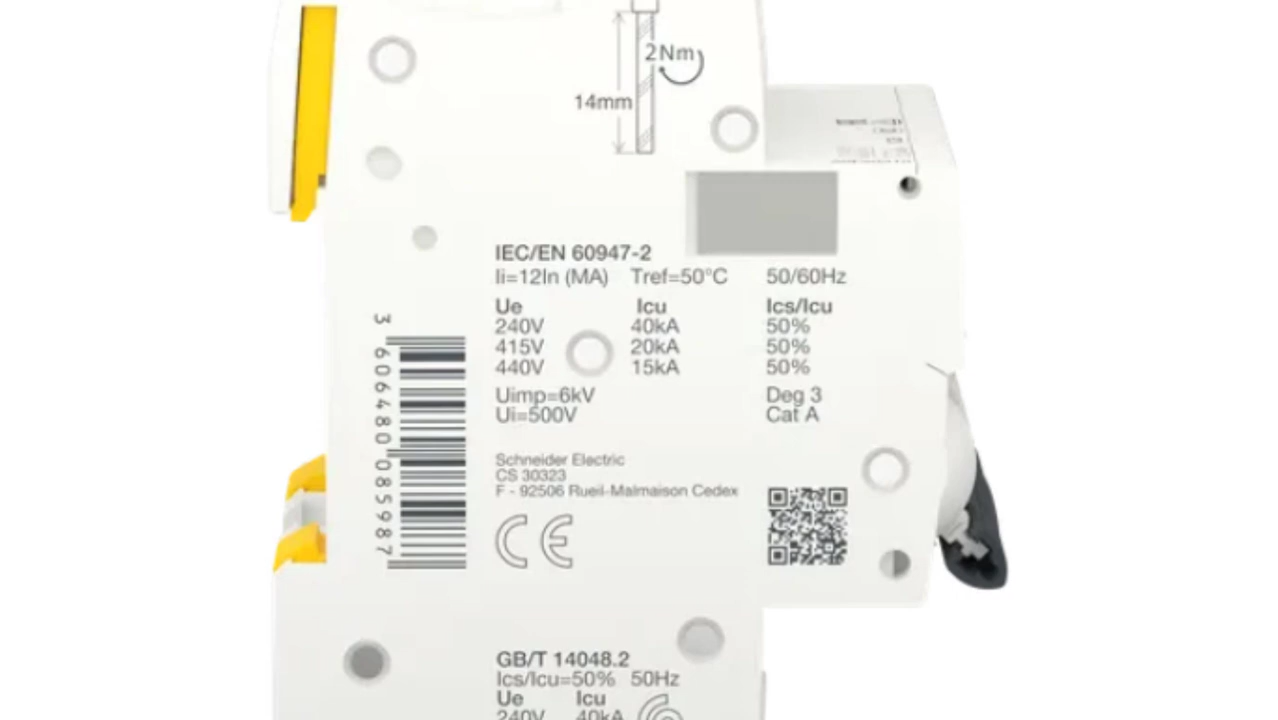 2Nm
14mm
IEC/EN 60947-2
Ii=12In (MA) Tref=50°C 50/60Hz
Ue Icu Ics/Icu
240V 40kA 50%
415V 20kA 50%
440V 15kA 50%
Uimp=6kV Deg 3
Ui=500V Cat A
3 606480 085987
Schneider Electric
CS 30323
F - 92506 Rueil-Malmaison Cedex
CE
GB/T 14048.2
Ics/Icu=50% 50Hz
Ue Icu
240V 40kA